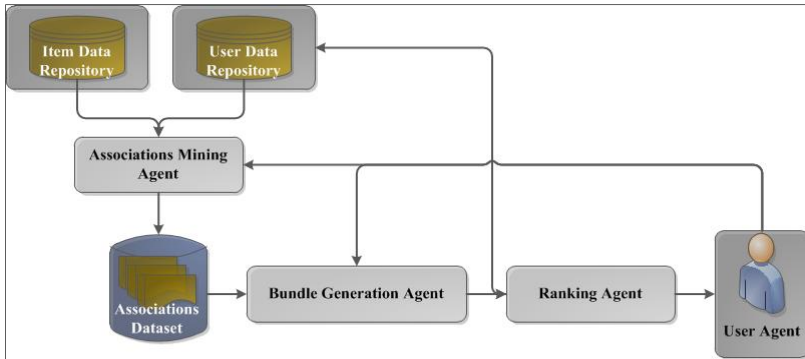 Item Data
Repository
User Data
Repository
Associations Mining
Agent
Associations
Dataset
Bundle Generation Agent
Ranking Agent
User Agent